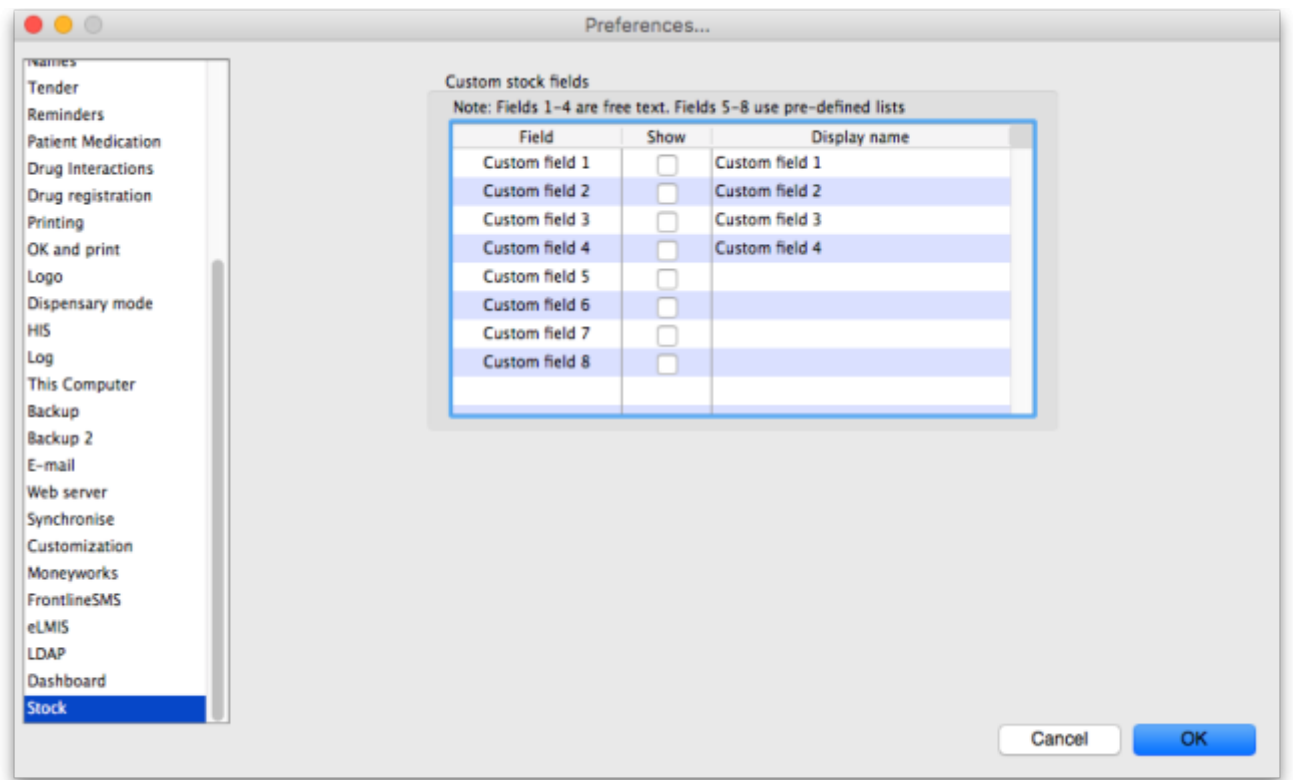 Preferences...
Names
Tender
Reminders
Patient Medication
Drug Interactions
Drug registration
Printing
OK and print
Logo
Dispensary mode
HIS
Log
This Computer
Backup
Backup 2
E-mail
Web server
Synchronise
Customization
Moneyworks
FrontlineSMS
eLMIS
LDAP
Dashboard
Stock
Custom stock fields
Note: Fields 1-4 are free text. Fields 5-8 use pre-defined lists
Field Show Display name
Custom field 1 Custom field 1
Custom field 2 Custom field 2
Custom field 3 Custom field 3
Custom field 4 Custom field 4
Custom field 5
Custom field 6
Custom field 7
Custom field 8
Cancel OK